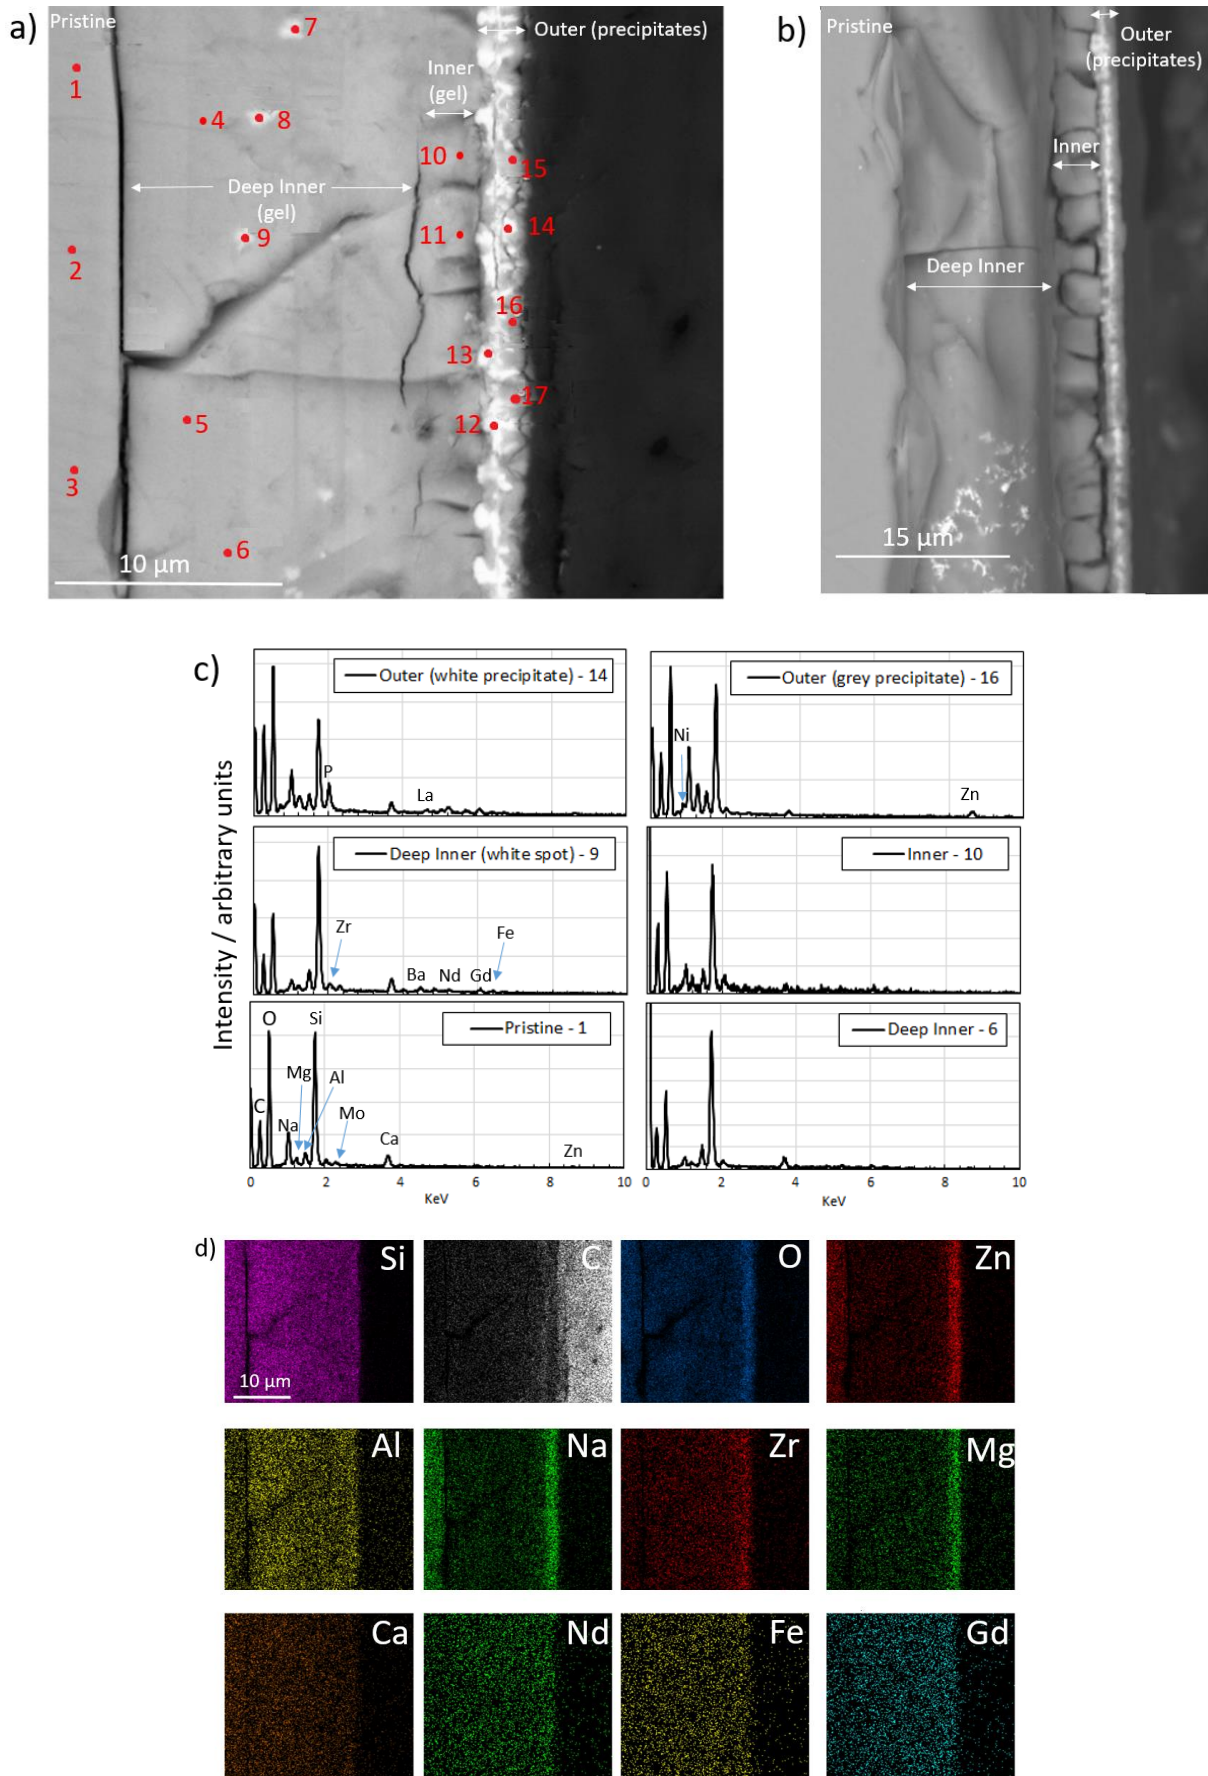 a)
Pristine
7
Outer (precipitates)
1
Inner
(gel)
4
8
10
15
Deep Inner
(gel)
9
11
14
2
16
13
17
5
12
3
6
10 µm
b)
Pristine
Outer
(precipitates)
Inner
Deep Inner
15 µm
c)
Intensity / arbitrary units
Outer (white precipitate) - 14
P
La
Outer (grey precipitate) - 16
Ni
Zn
Deep Inner (white spot) - 9
Zr
Fe
Ba
Nd
Gd
Inner - 10
Pristine - 1
O
Si
Mg
Al
C
Na
Mo
Ca
Zn
0 2 4 6 8 10
KeV
Deep Inner - 6
0 2 4 6 8 10
KeV
d)
Si
10 µm
C
O
Zn
Al
Na
Zr
Mg
Ca
Nd
Fe
Gd